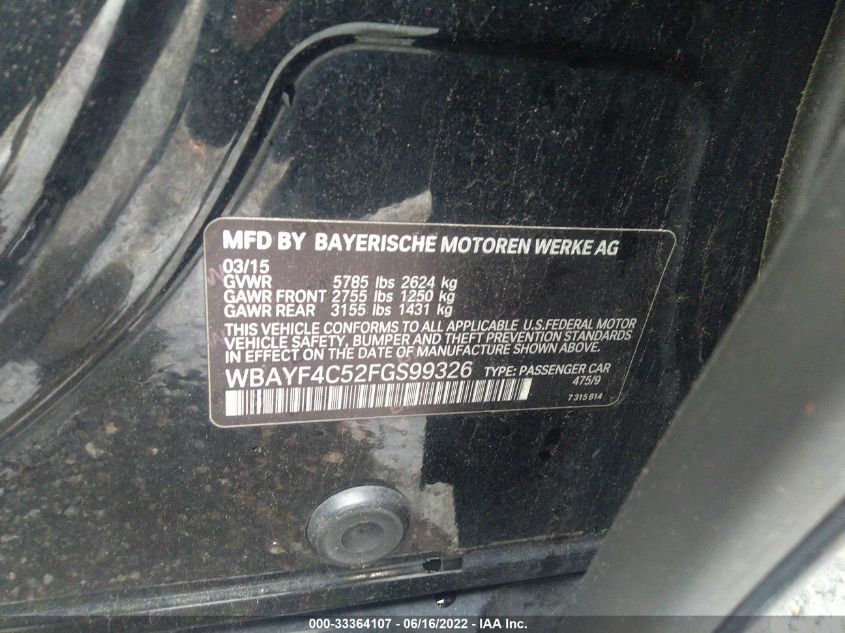 MFD BY BAYERISCHE MOTOREN WERKE AG
03/15
GVWR 5785 lbs 2624 kg
GAWR FRONT 2755 lbs 1250 kg
GAWR REAR 3155 lbs 1431 kg
THIS VEHICLE CONFORMS TO ALL APPLICABLE U.S.FEDERAL MOTOR
VEHICLE SAFETY, BUMPER AND THEFT PREVENTION STANDARDS
IN EFFECT ON THE DATE OF MANUFACTURE SHOWN ABOVE.
WBAYF4C52FGS99326 TYPE: PASSENGER CAR
475/9
7 315 814
000-33364107 - 06/16/2022 - IAA Inc.